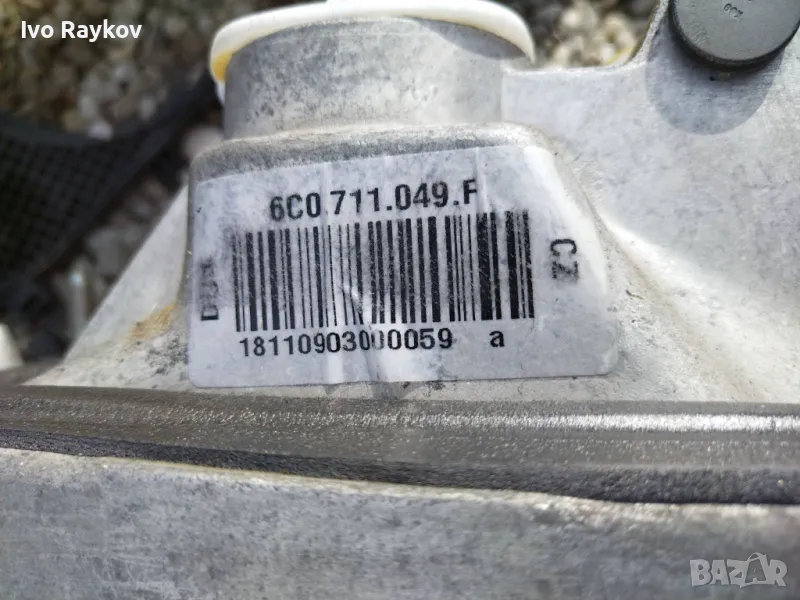 Ivo Raykov
6C0.711.049.F
CZ
18110903000059 a
BAZAR